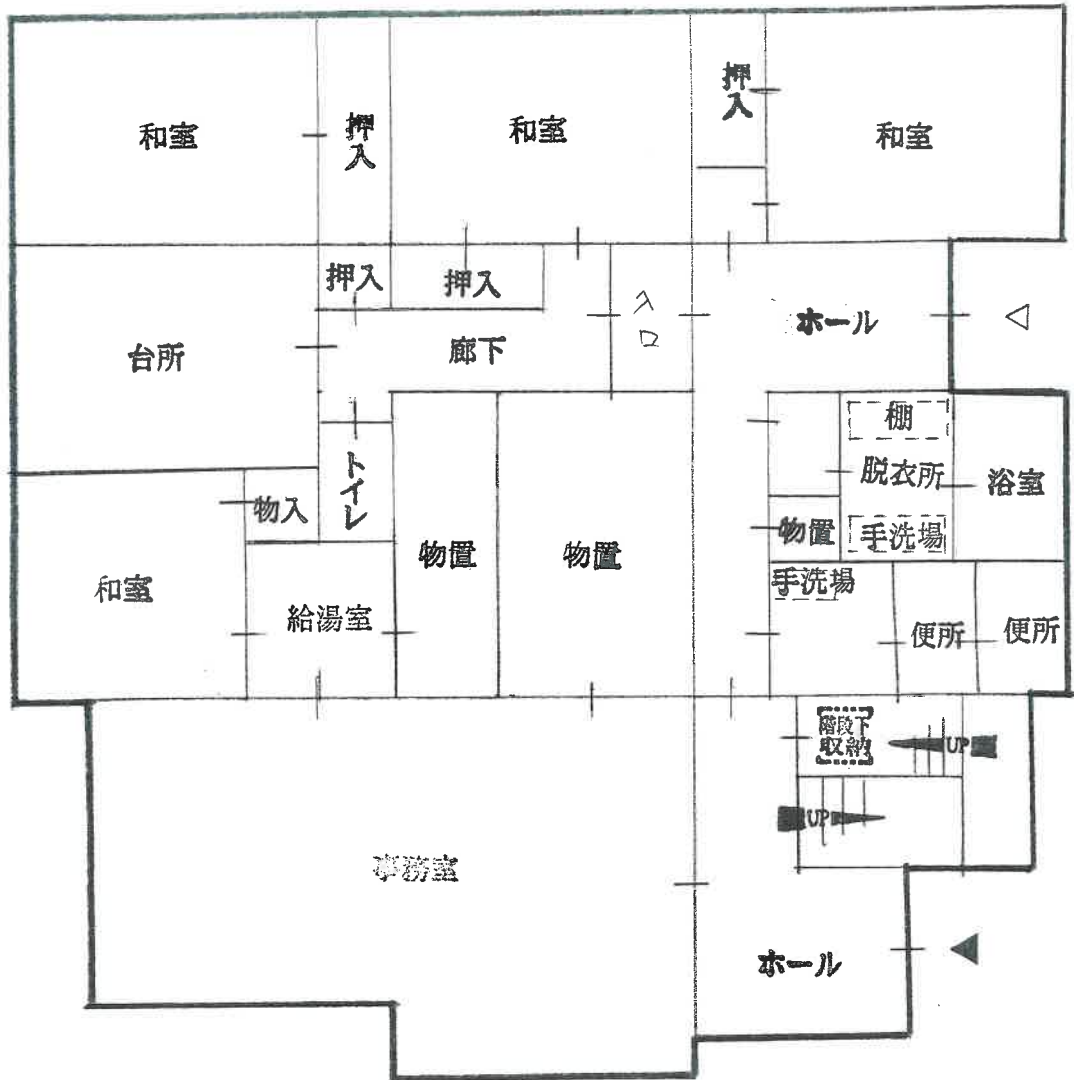 和室
押入
和室
押入
和室
押入
押入
入口
ホール
台所
廊下
棚
脱衣所
浴室
トイレ
物入
物置
物置
物置
手洗場
手洗場
和室
給湯室
便所
便所
階段下
収納
UP
UP
事務室
ホール